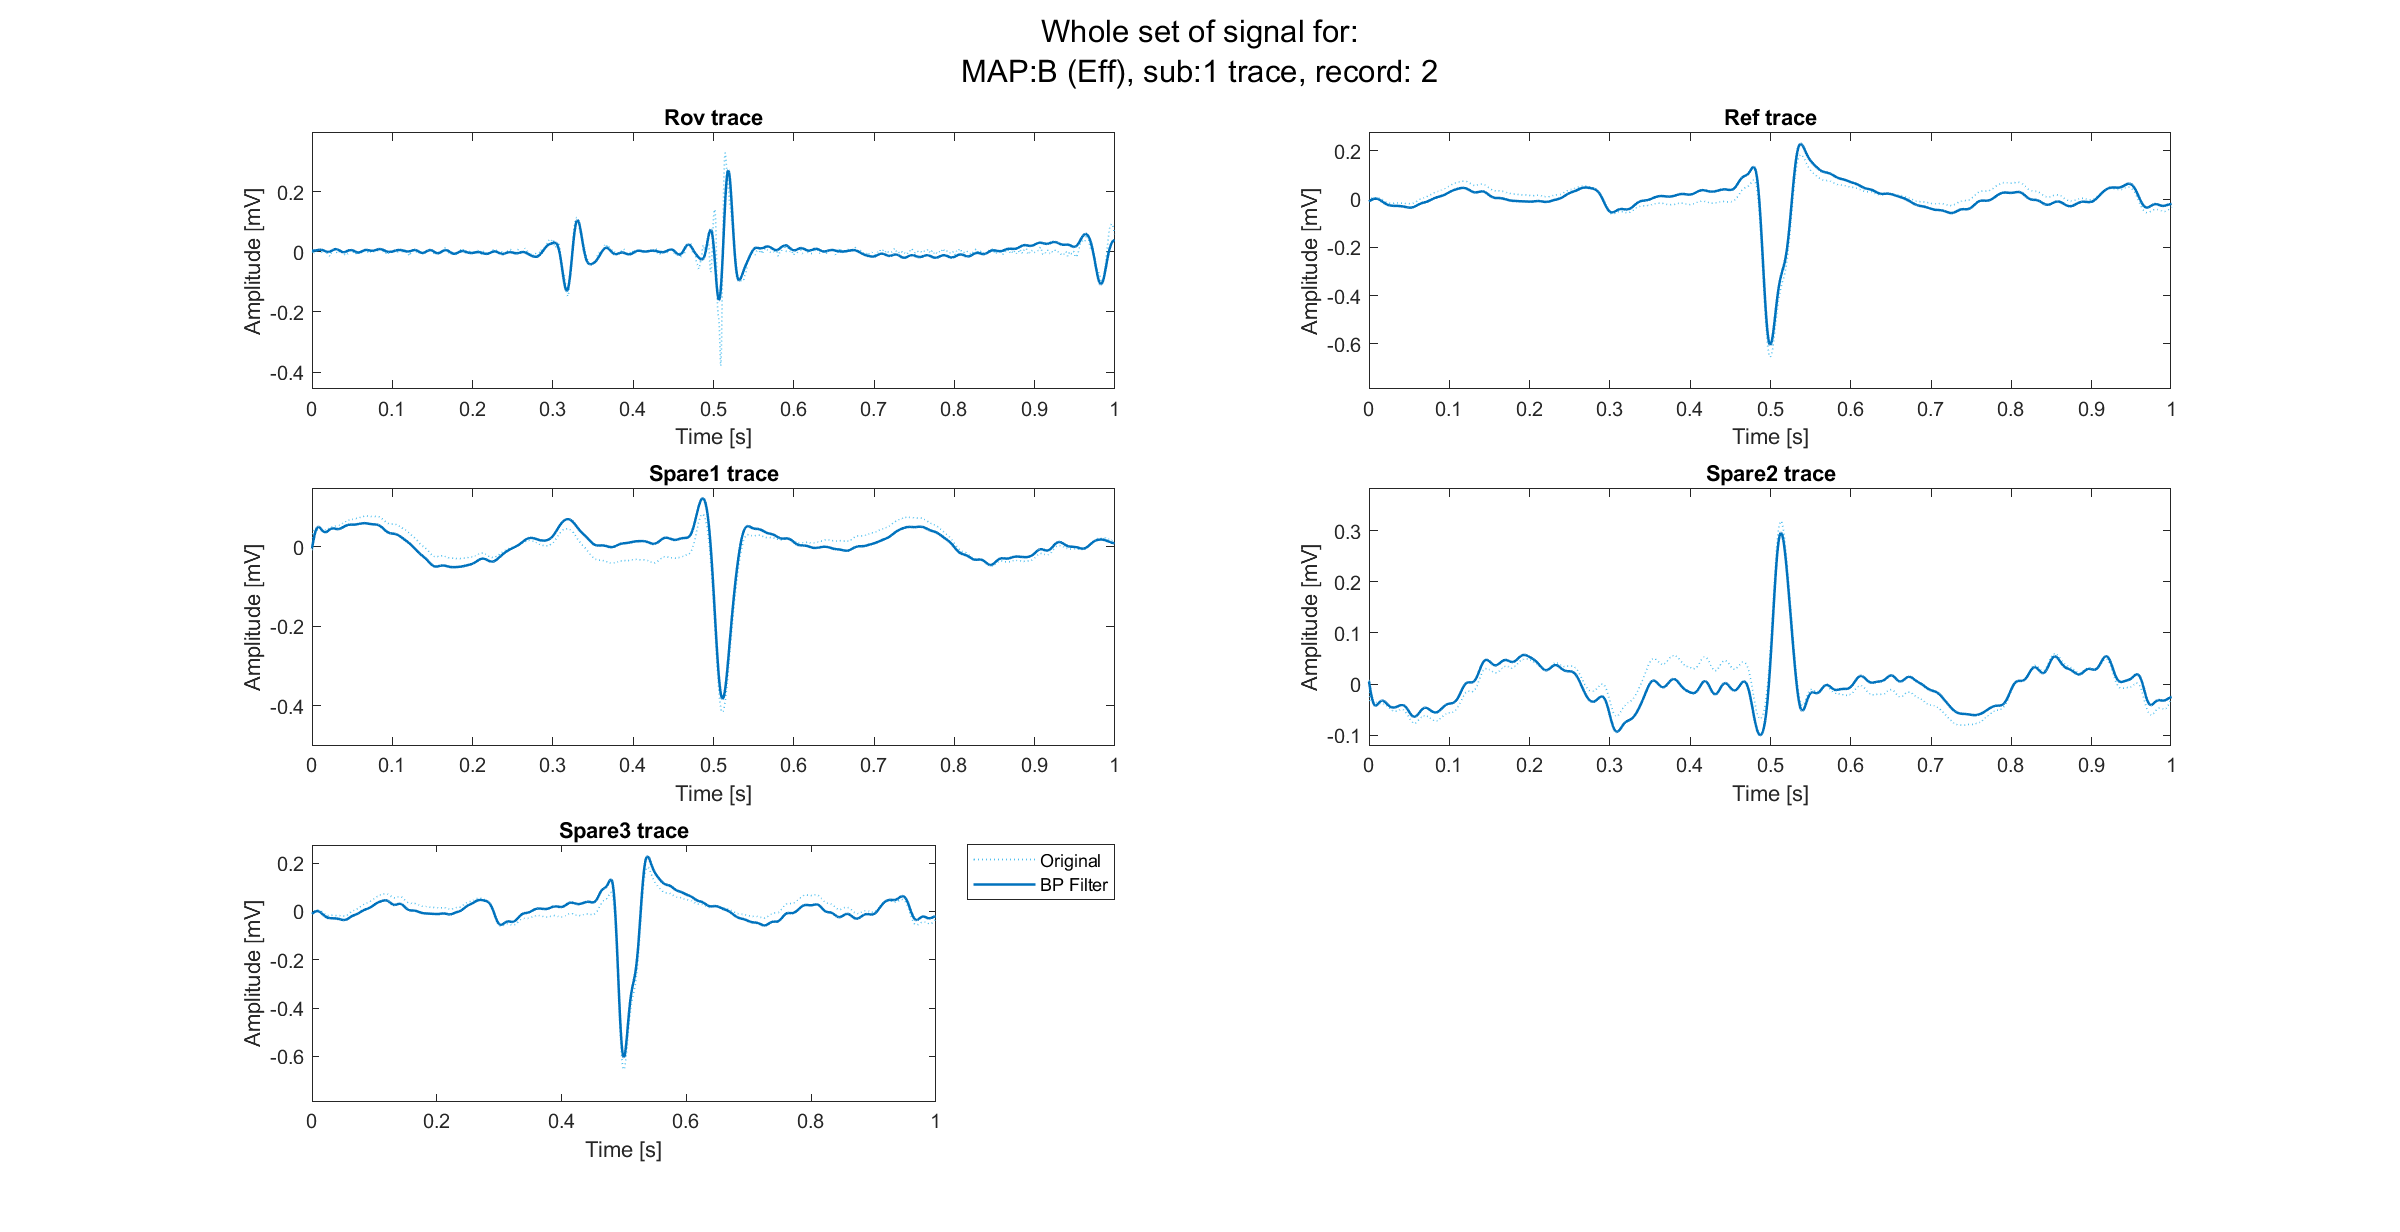 Whole set of signal for:
MAP:B (Eff), sub:1 trace, record: 2
Rov trace
Amplitude [mV]
0.2
0
-0.2
-0.4
0 0.1 0.2 0.3 0.4 0.5 0.6 0.7 0.8 0.9 1
Time [s]
Ref trace
Amplitude [mV]
0.2
0
-0.2
-0.4
-0.6
0 0.1 0.2 0.3 0.4 0.5 0.6 0.7 0.8 0.9 1
Time [s]
Spare1 trace
Amplitude [mV]
0
-0.2
-0.4
0 0.1 0.2 0.3 0.4 0.5 0.6 0.7 0.8 0.9 1
Time [s]
Spare2 trace
Amplitude [mV]
0.3
0.2
0.1
0
-0.1
0 0.1 0.2 0.3 0.4 0.5 0.6 0.7 0.8 0.9 1
Time [s]
Spare3 trace
Amplitude [mV]
0.2
0
-0.2
-0.4
-0.6
0 0.2 0.4 0.6 0.8 1
Time [s]
Original
BP Filter